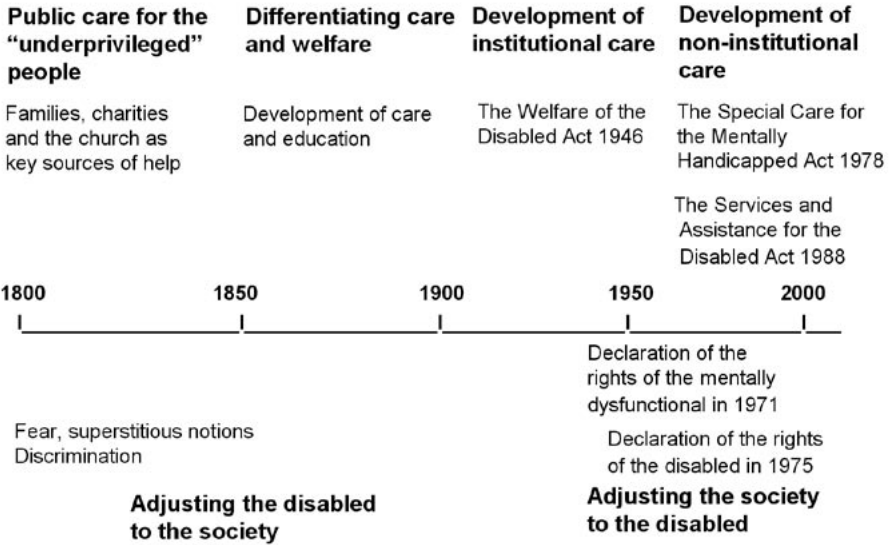 Public care for the
“underprivileged”
people
Families, charities
and the church as
key sources of help
Differentiating care
and welfare
Development of care
and education
Development of
institutional care
The Welfare of the
Disabled Act 1946
Development of
non-institutional
care
The Special Care for
the Mentally
Handicapped Act 1978
The Services and
Assistance for the
Disabled Act 1988
1800
1850
1900
1950
2000
Fear, superstitious notions
Discrimination
Adjusting the disabled
to the society
Declaration of the
rights of the mentally
dysfunctional in 1971
Declaration of the rights
of the disabled in 1975
Adjusting the society
to the disabled